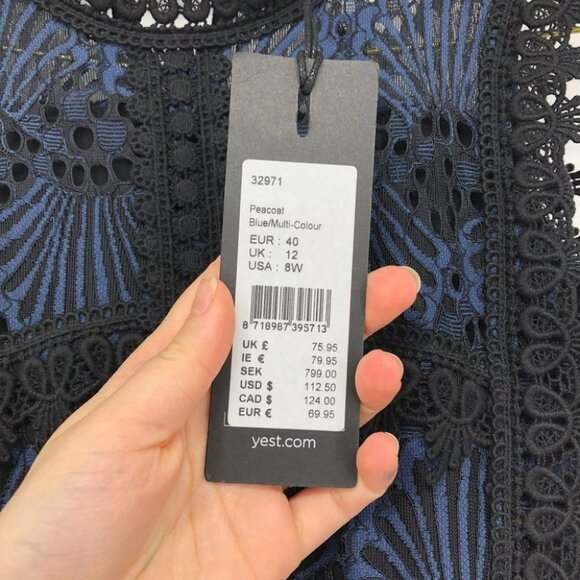 32971
Peacoat
Blue/Multi-Colour
EUR : 40
UK : 12
USA : 8W
8 718987 395713
UK £ 75.95
IE € 79.95
SEK 799.00
USD $ 112.50
CAD $ 124.00
EUR € 69.95
yest.com